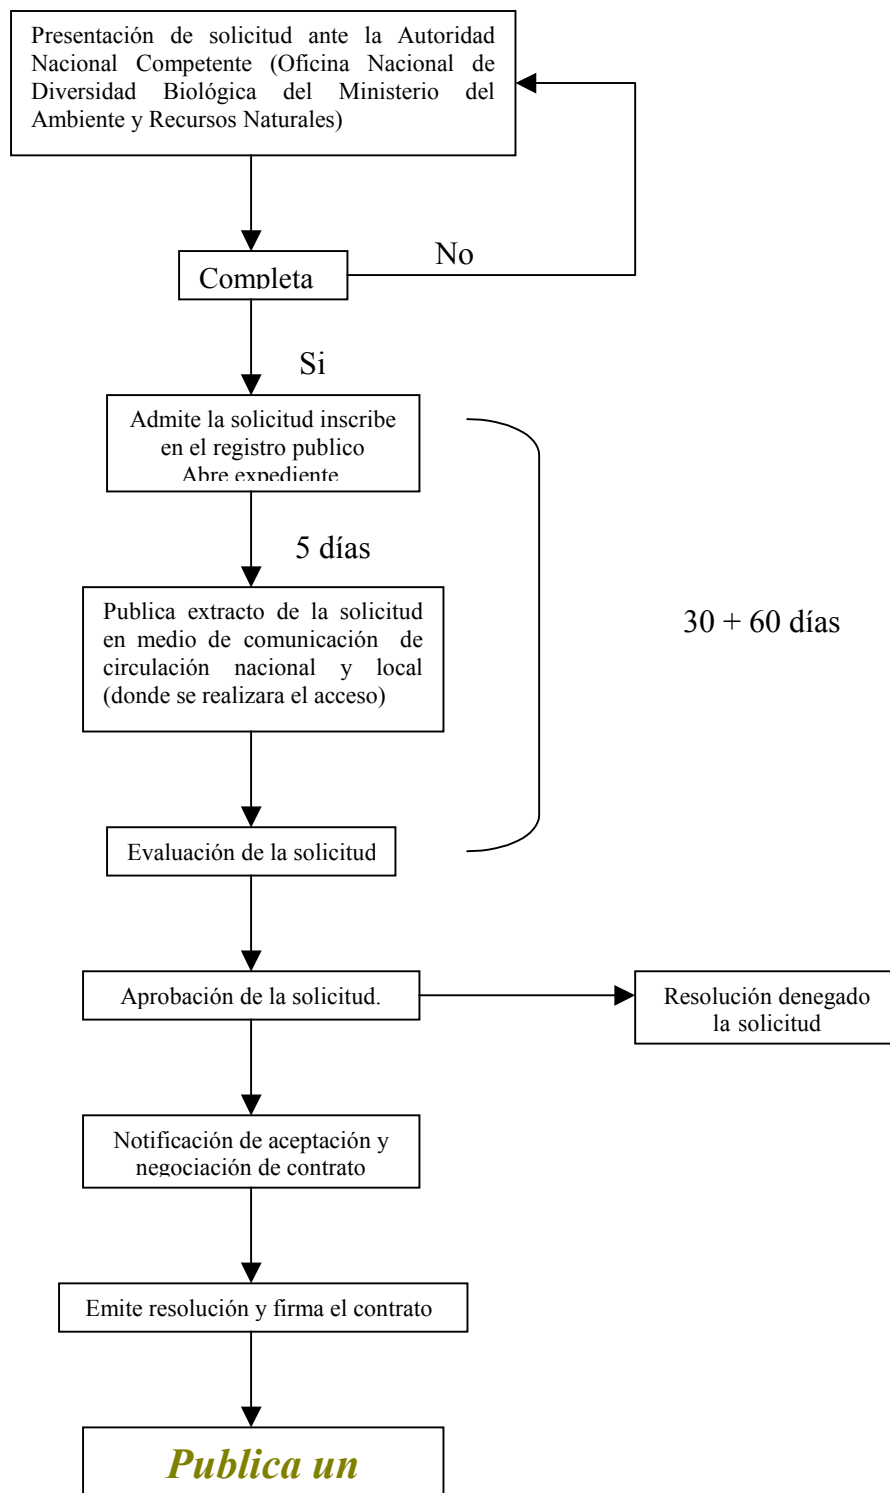 Presentación de solicitud ante la Autoridad
Nacional Competente (Oficina Nacional de
Diversidad Biológica del Ministerio del
Ambiente y Recursos Naturales)
No
Completa
Si
Admite la solicitud inscribe
en el registro publico
Abre expediente
5 días
Publica extracto de la solicitud
en medio de comunicación de
circulación nacional y local
(donde se realizara el acceso)
30 + 60 días
Evaluación de la solicitud
Aprobación de la solicitud.
Resolución denegado
la solicitud
Notificación de aceptación y
negociación de contrato
Emite resolución y firma el contrato
Publica un